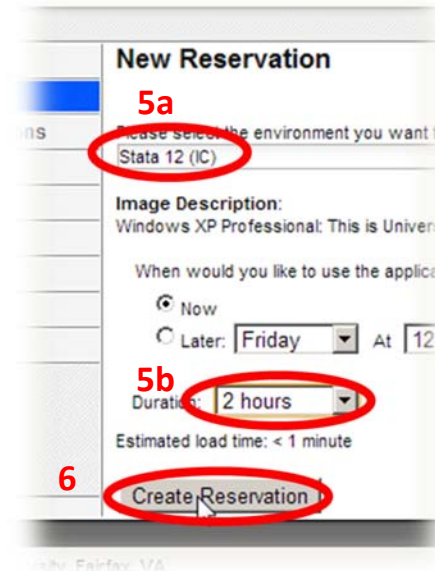 New Reservation
5a
Please select the environment you want
Stata 12 (IC)
Image Description:
Windows XP Professional: This is Univer
ns
When would you like to use the applica
Now
Later: Friday At 12
5b
Duration: 2 hours
Estimated load time: < 1 minute
6
Create Reservation
Fairfax, VA